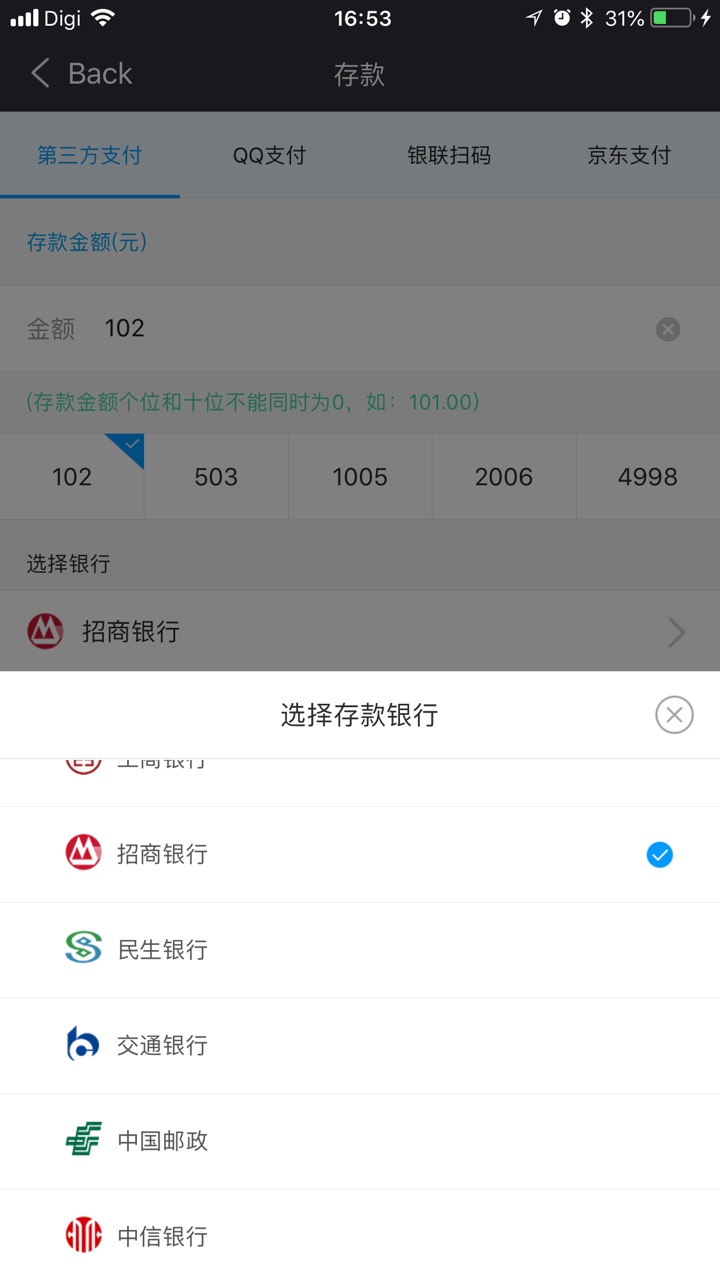 Digi 16:53 31%
Back 存款
第三方支付 QQ支付 银联扫码 京东支付
存款金额(元)
金额 102
(存款金额个位和十位不能同时为0，如：101.00)
102 503 1005 2006 4998
选择银行
招商银行
选择存款银行
工商银行
招商银行
民生银行
交通银行
中国邮政
中信银行